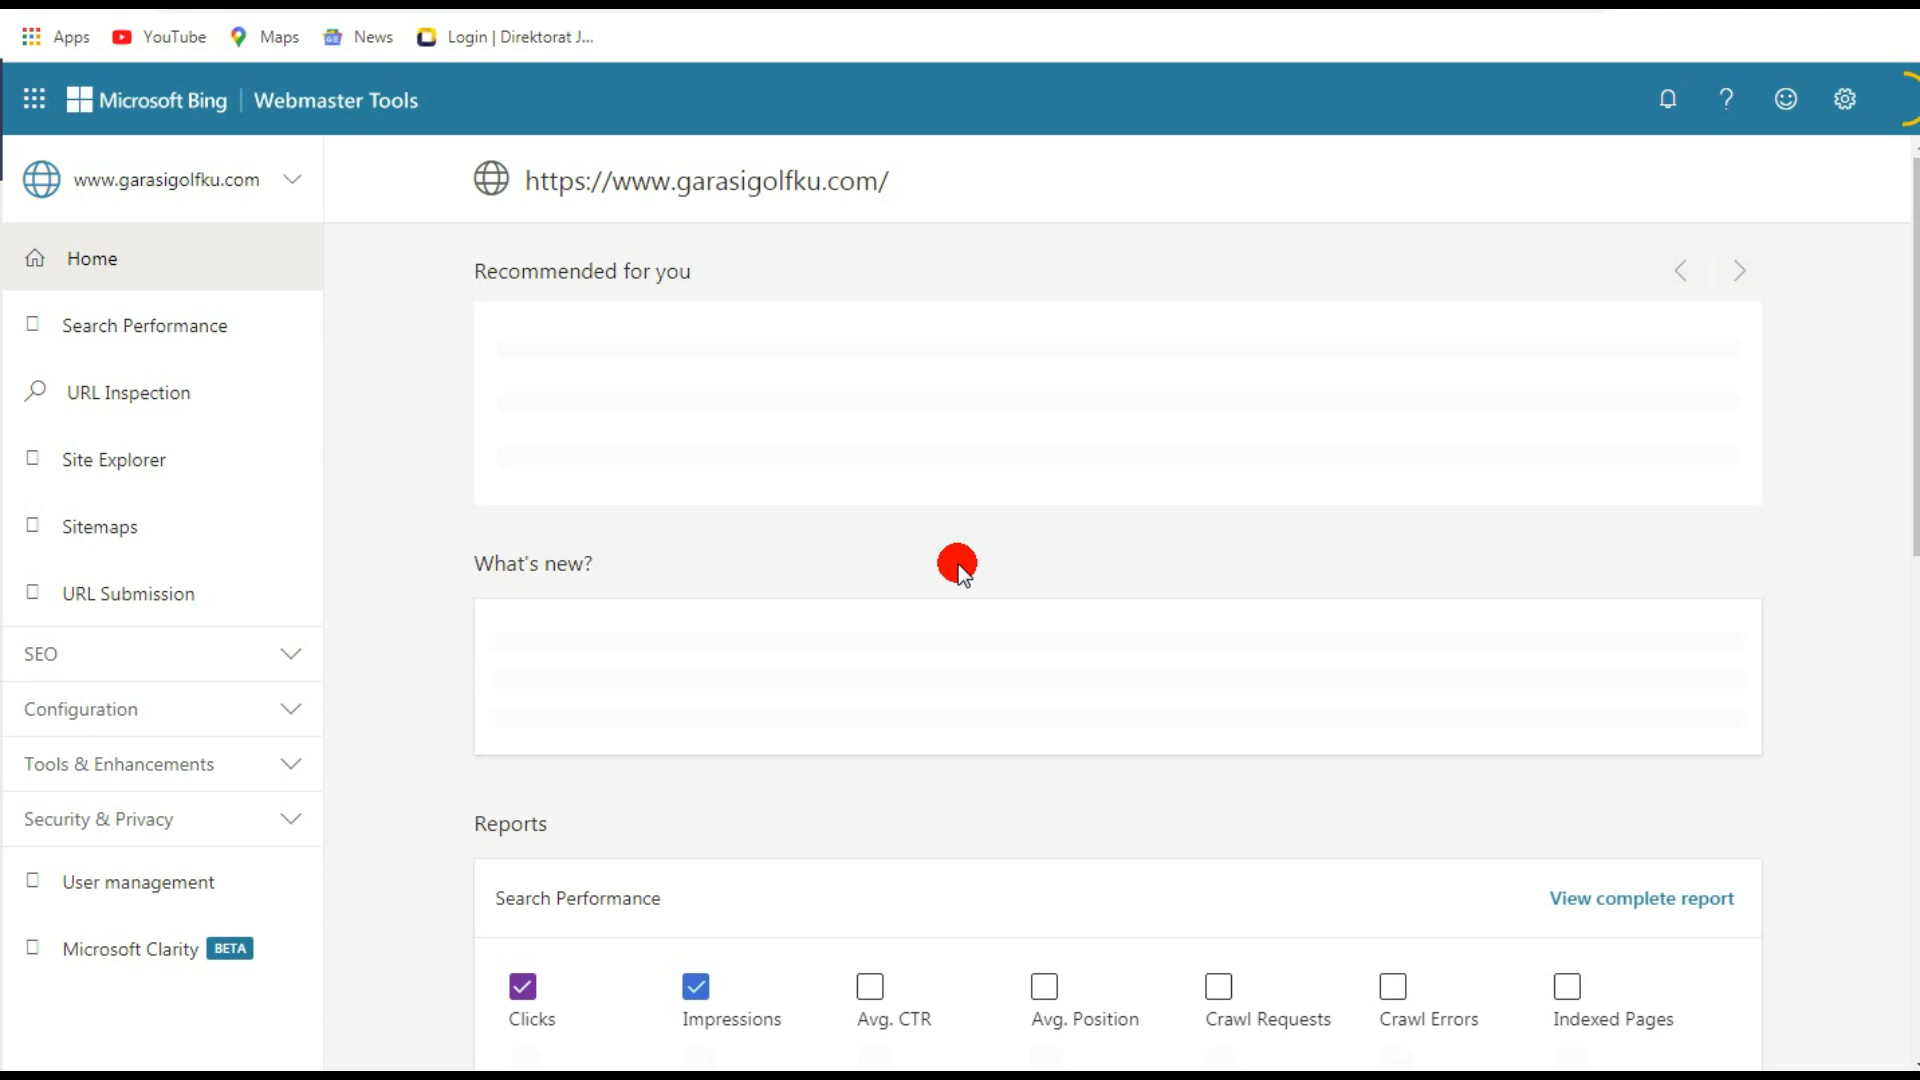 Apps YouTube Maps News Login | Direktorat J...
Microsoft Bing | Webmaster Tools ?
www.garasigolfku.com
https://www.garasigolfku.com/
Home
Search Performance
URL Inspection
Site Explorer
Sitemaps
URL Submission
SEO
Configuration
Tools & Enhancements
Security & Privacy
User management
Microsoft Clarity BETA
Recommended for you
What's new?
Reports
Search Performance View complete report
Clicks Impressions Avg. CTR Avg. Position Crawl Requests Crawl Errors Indexed Pages